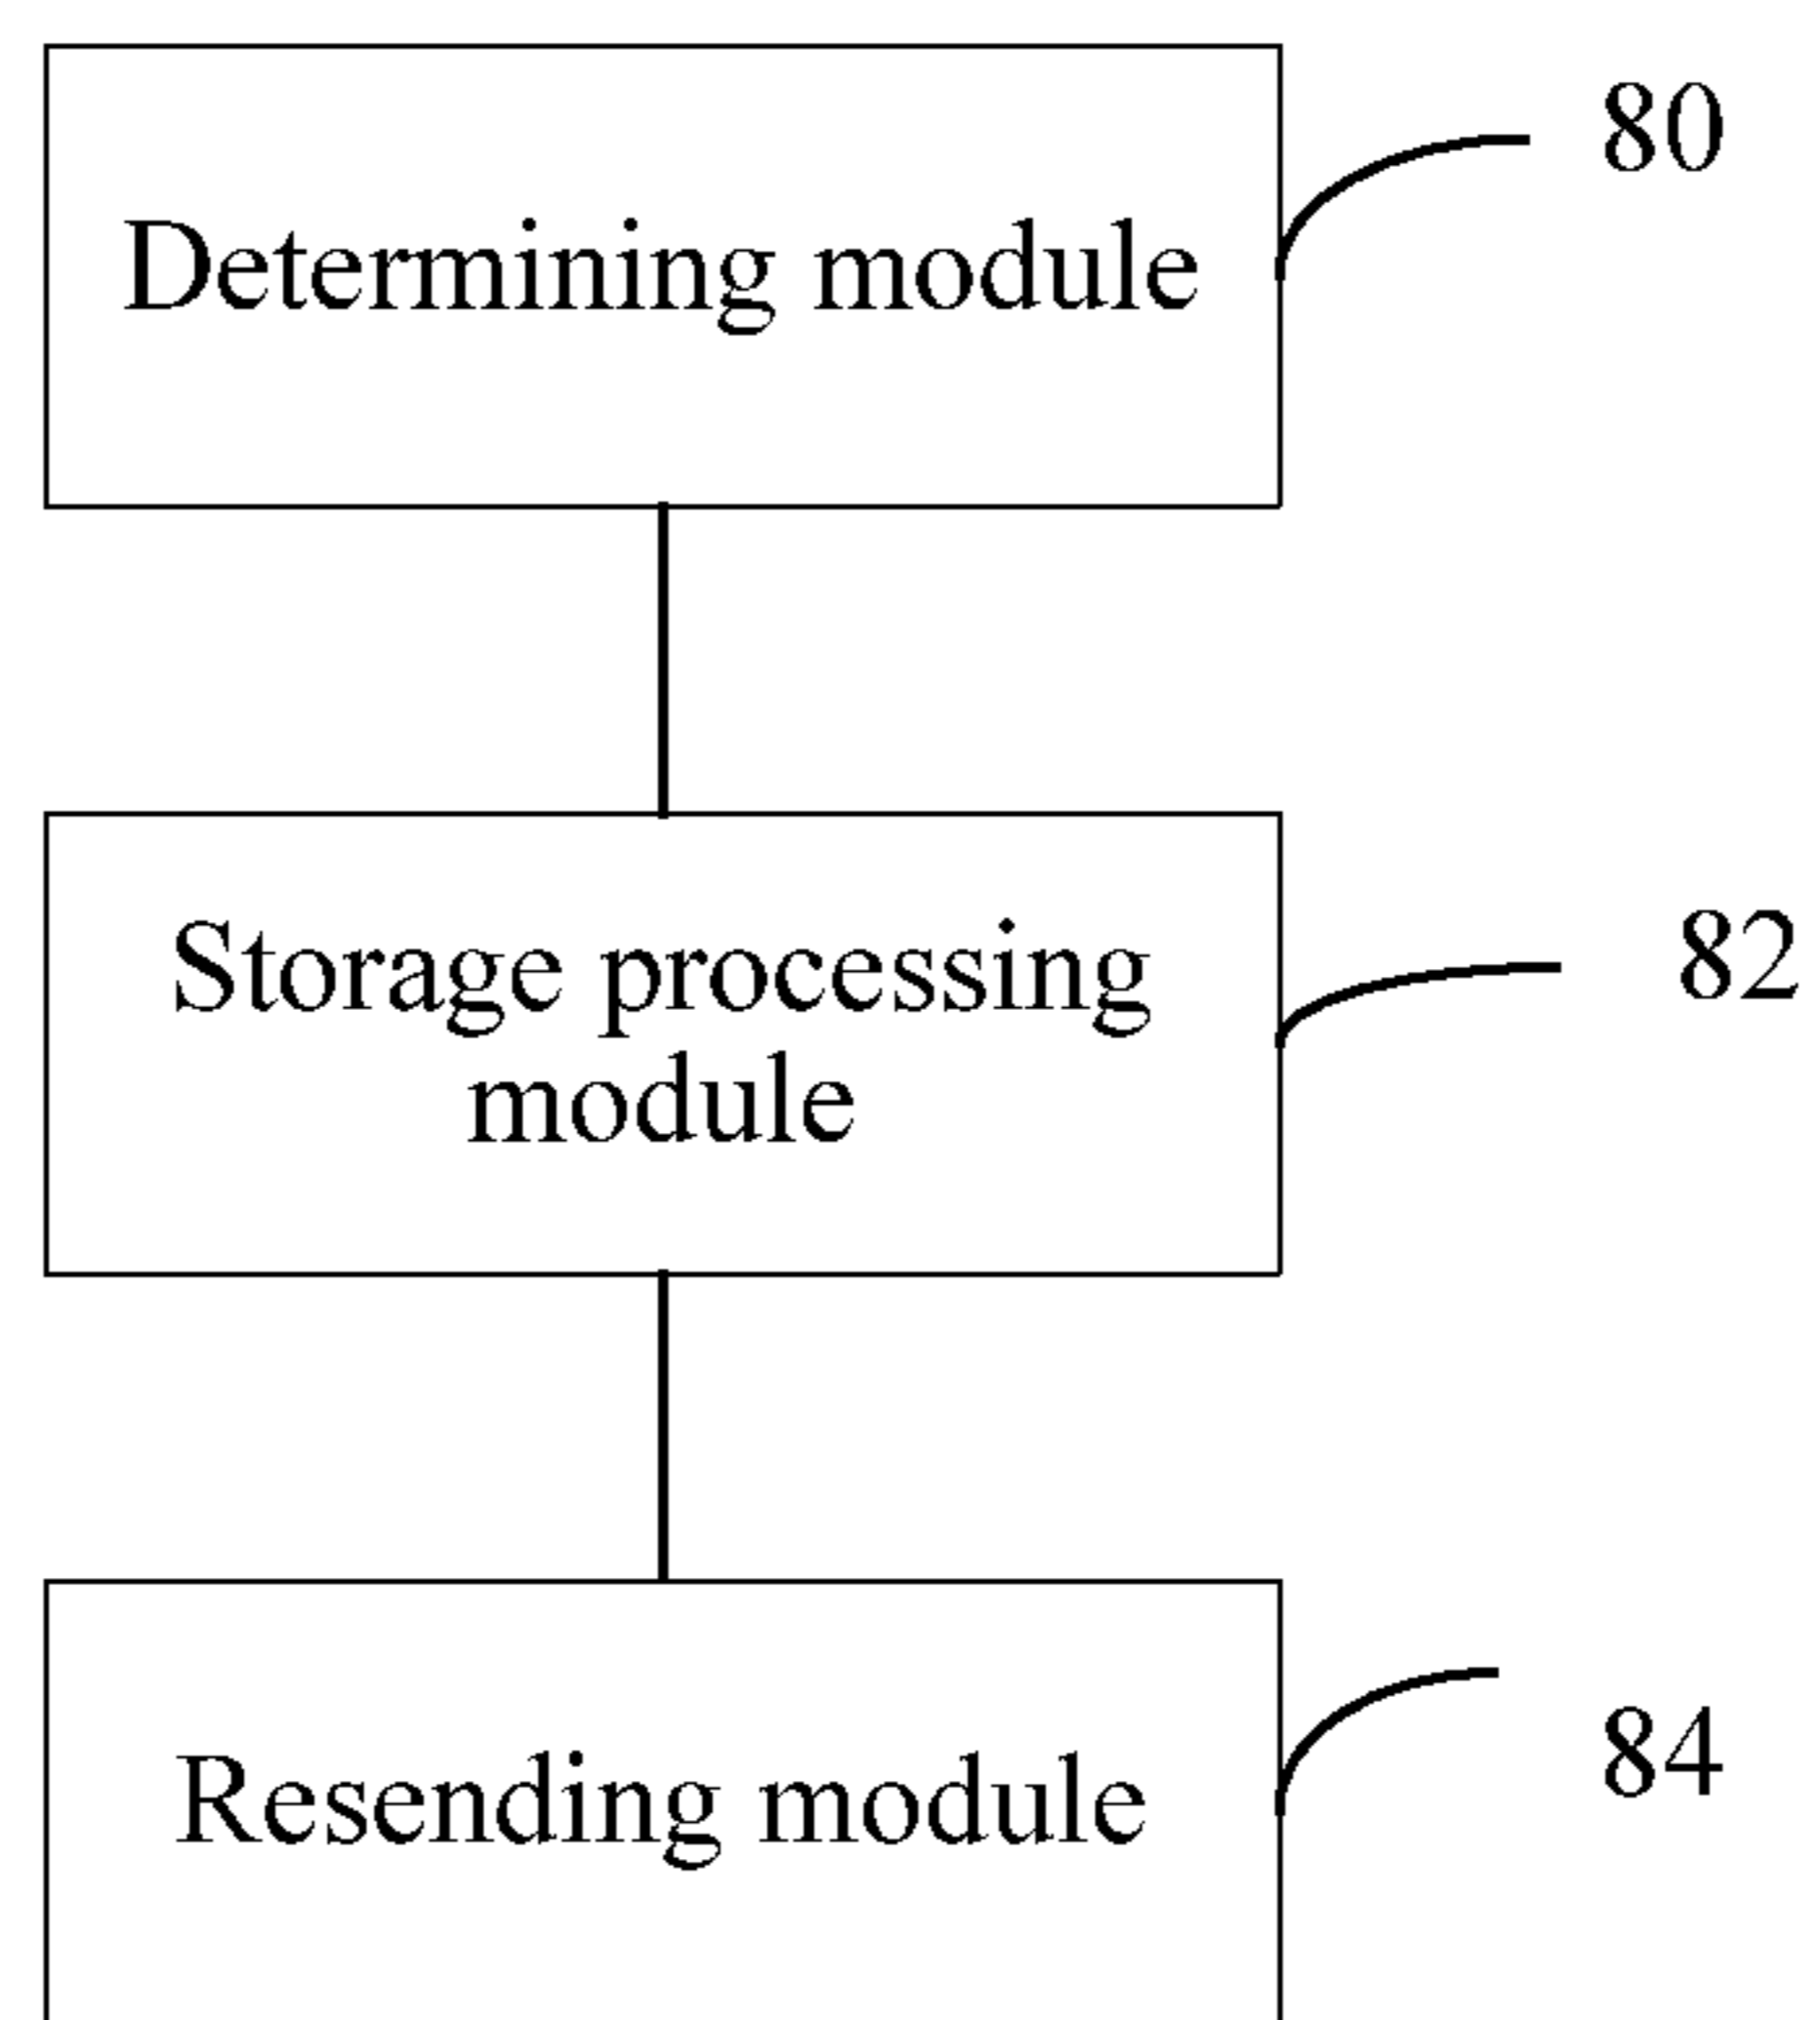 Determining module
80
Storage processing
module
82
Resending module
84